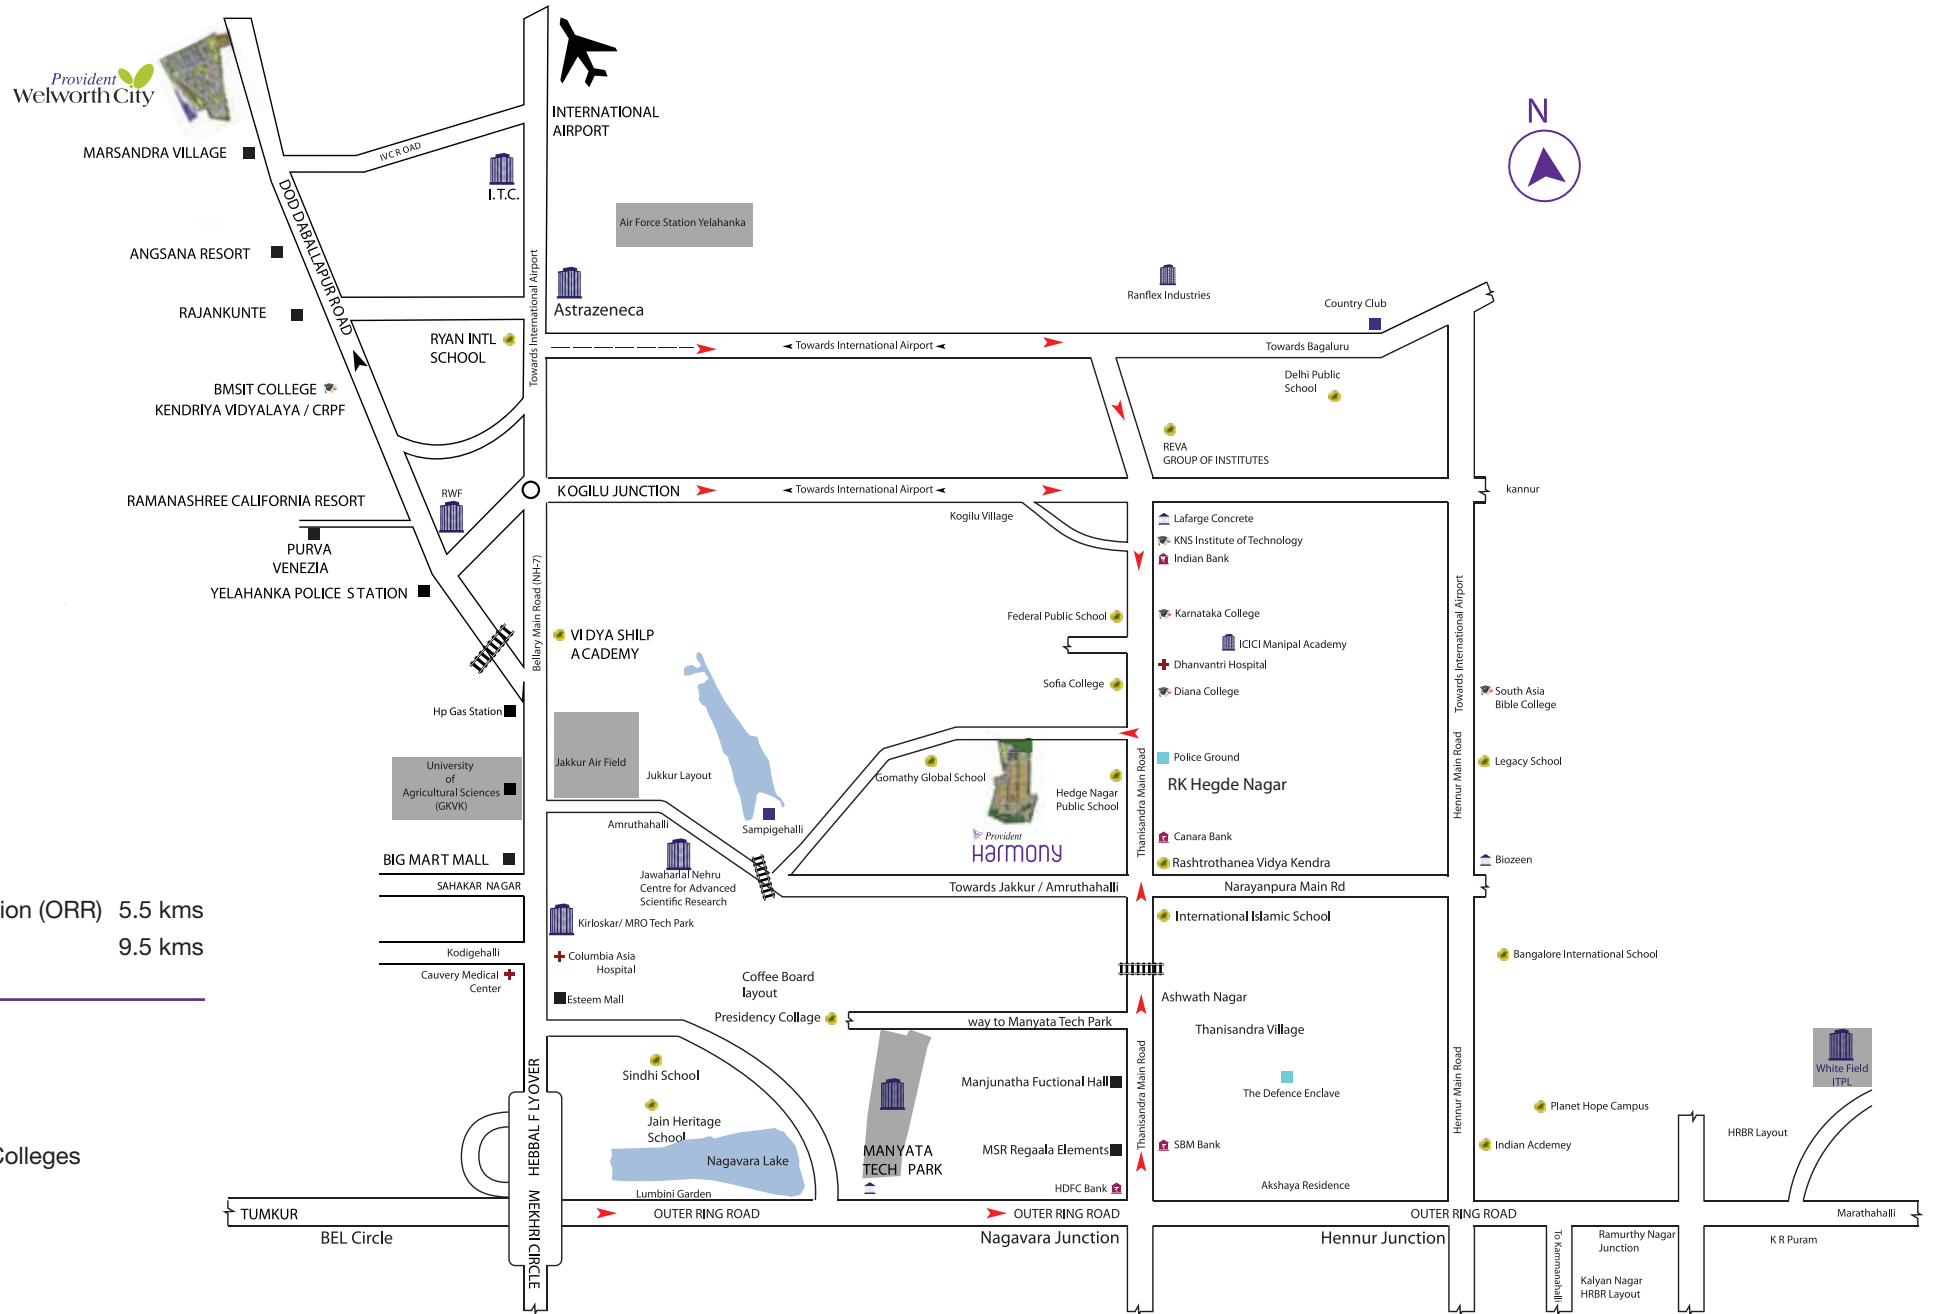 Provident
Welworth City
MARSANDRA VILLAGE
INTERNATIONAL
AIRPORT
N
IVC R OAD
I.T.C.
DOD DABALLAPUR ROAD
Air Force Station Yelahanka
ANGSANA RESORT
Towards International Airport
Astrazeneca
Ranflex Industries
Country Club
RAJANKUNTE
RYAN INTL
SCHOOL
Towards International Airport
Towards Bagaluru
BMSIT COLLEGE
KENDRIYA VIDYALAYA / CRPF
Delhi Public
School
REVA
GROUP OF INSTITUTES
RAMANASHREE CALIFORNIA RESORT
RWF
KOGILU JUNCTION
Towards International Airport
kannur
Kogilu Village
Lafarge Concrete
KNS Institute of Technology
Indian Bank
PURVA
VENEZIA
YELAHANKA POLICE S TATION
Bellary Main Road (NH-7)
VI DYA SHILP
A CADEMY
Federal Public School
Karnataka College
ICICI Manipal Academy
Dhanvantri Hospital
Sofia College
Diana College
Towards International Airport
South Asia
Bible College
Hp Gas Station
Jakkur Air Field
Jukkur Layout
University
of
Agricultural Sciences
(GKVK)
Gomathy Global School
Hedge Nagar
Public School
Thanisandra Main Road
Police Ground
RK Hegde Nagar
Hennur Main Road
Legacy School
Amruthahalli
Sampigehalli
Provident
Harmony
Canara Bank
Rashtrothanea Vidya Kendra
Biozeen
BIG MART MALL
SAHAKAR NAGAR
Jawaharlal Nehru
Centre for Advanced
Scientific Research
Towards Jakkur / Amruthahalli
Narayanpura Main Rd
ion (ORR) 5.5 kms
9.5 kms
Kirloskar/ MRO Tech Park
International Islamic School
Kodigehalli
Columbia Asia
Hospital
Bangalore International School
Cauvery Medical
Center
Esteem Mall
Coffee Board
layout
Presidency Collage
way to Manyata Tech Park
Ashwath Nagar
Thanisandra Village
HEBBAL F LYOVER
Sindhi School
Jain Heritage
School
Nagavara Lake
Lumbini Garden
MANYATA
TECH PARK
Manjunatha Fuctional Hall
MSR Regaala Elements
HDFC Bank
Thanisandra Main Road
The Defence Enclave
SBM Bank
Akshaya Residence
Hennur Main Road
Planet Hope Campus
Indian Acdemey
White Field
ITPL
HRBR Layout
Colleges
TUMKUR
BEL Circle
MEKHRI CIRCLE
OUTER RING ROAD
OUTER RING ROAD
OUTER RING ROAD
Marathahalli
Nagavara Junction
Hennur Junction
To Kammanahalli
Ramurthy Nagar
Junction
K R Puram
Kalyan Nagar
HRBR Layout